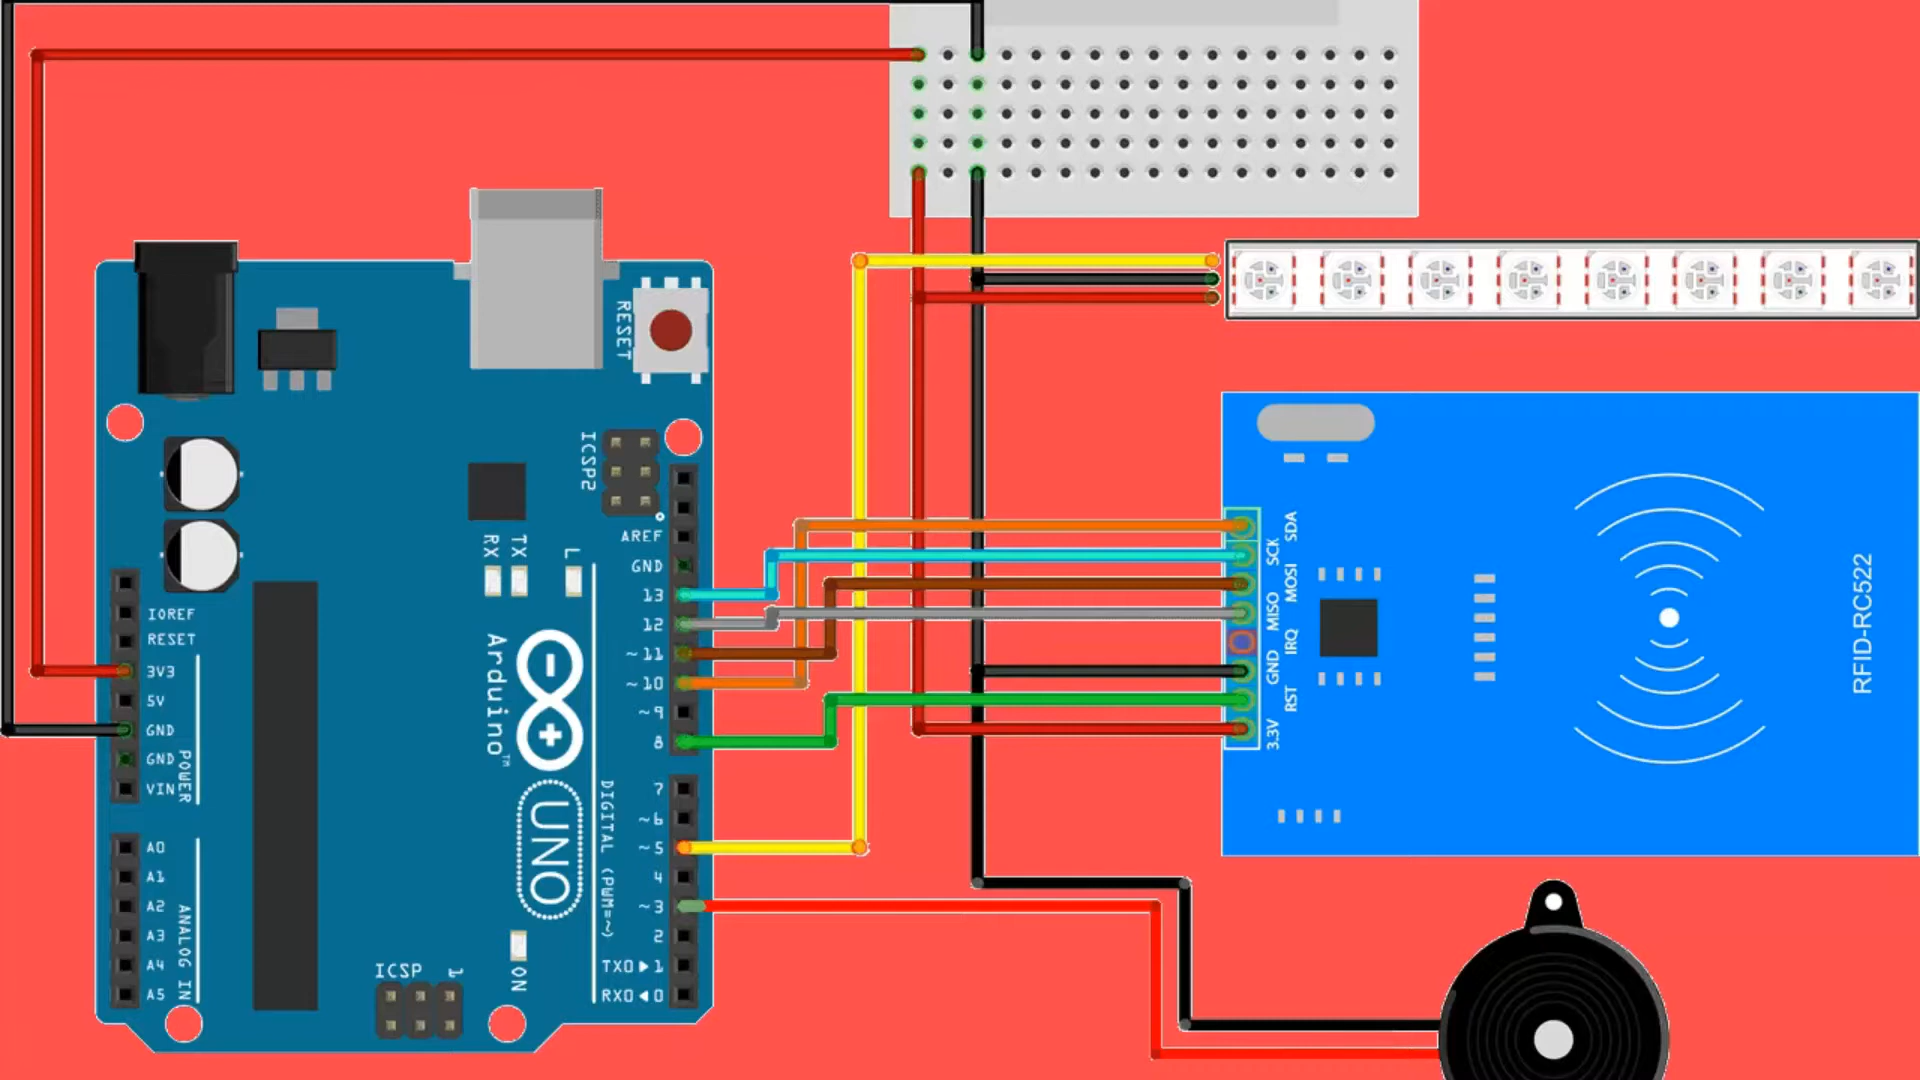 RESET
ICSP2
AREF
GND
13
12
~11
~10
~9
8
7
~6
~5
4
~3
2
TX0▶1
RX0◀0
RX
TX
L
IOREF
RESET
3V3
5V
GND
GND
VIN
POWER
A0
A1
A2
A3
A4
A5
ANALOG IN
Arduino™
UNO
DIGITAL (PWM=~)
ICSP
1
ON
SDA
SCK
MOSI
MISO
IRQ
GND
RST
3.3V
RFID-RC522